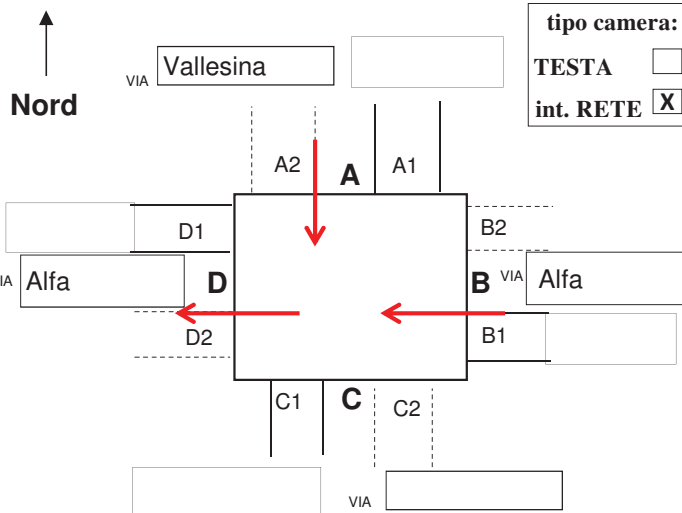 tipo camera:
VIA Vallesina
TESTA
Nord
int. RETE X
A2 A A1
D1 B2
VIA Alfa D B VIA Alfa
D2 B1
C1 C C2
VIA